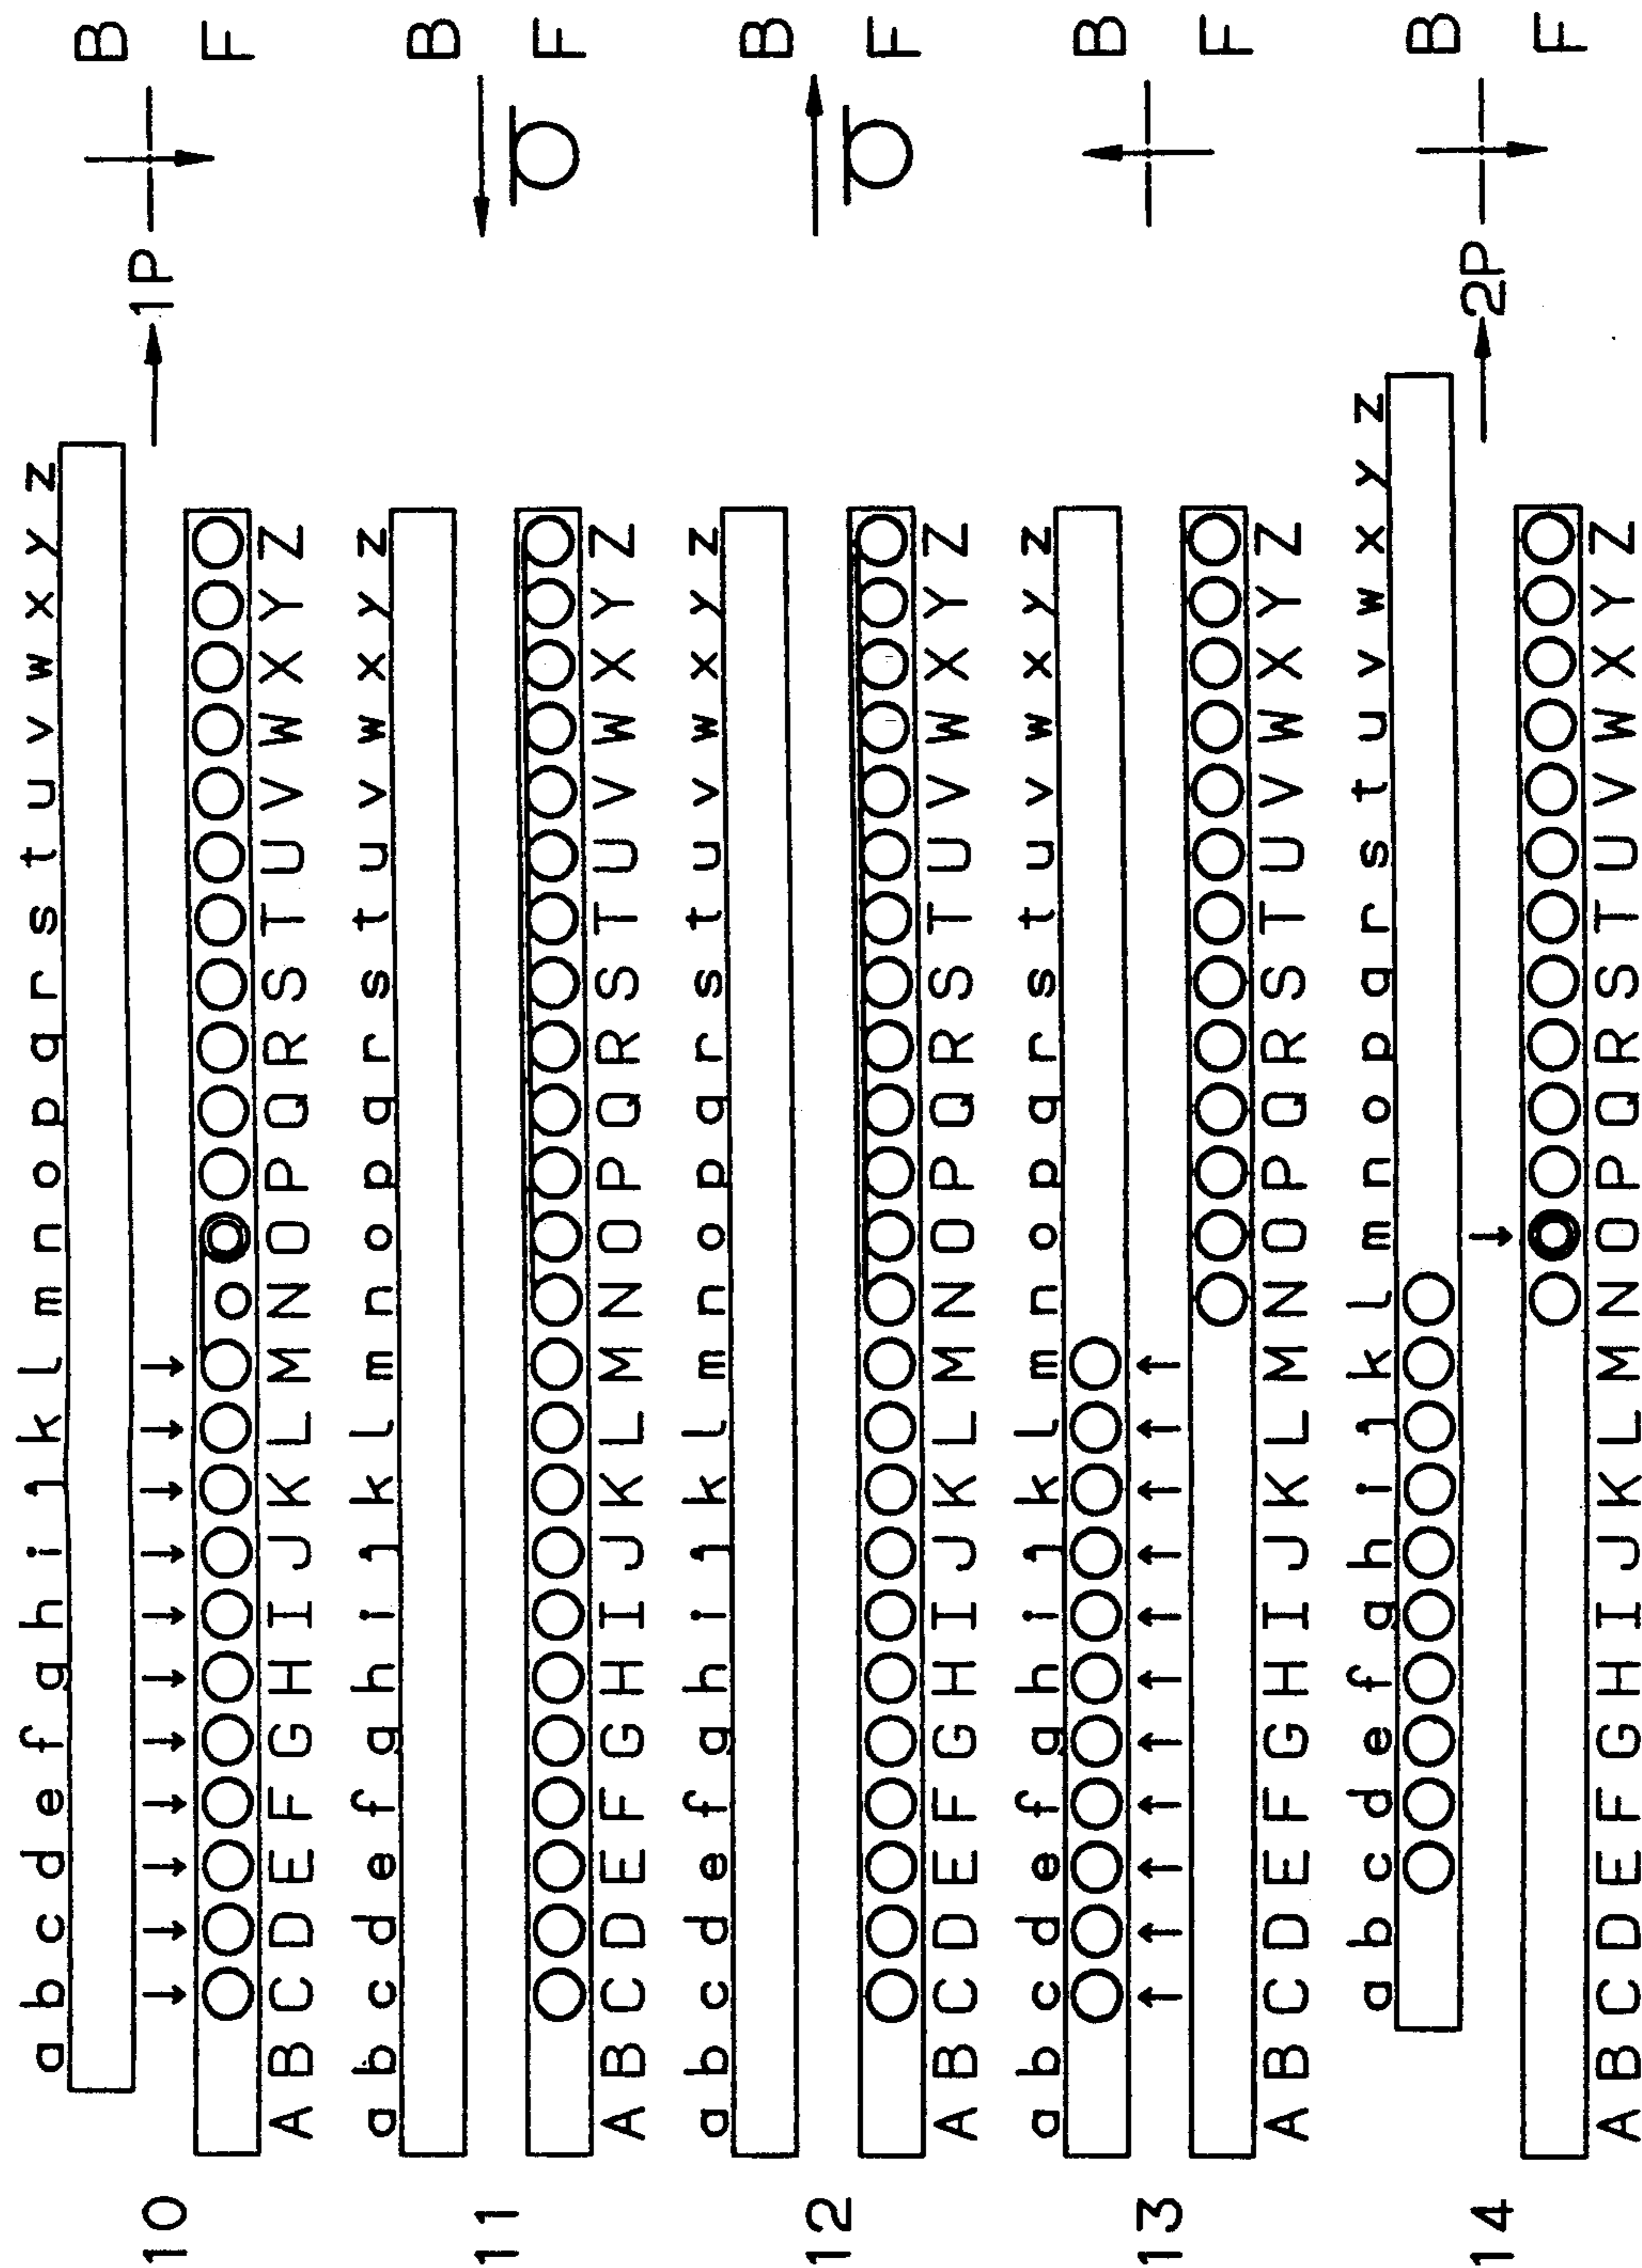 10
a b c d e f g h i j k l m n o p q r s t u v w x y z
B
1P
F
A B C D E F G H I J K L M N O P Q R S T U V W X Y Z
11
a b c d e f g h i j k l m n o p q r s t u v w x y z
B
F
A B C D E F G H I J K L M N O P Q R S T U V W X Y Z
12
a b c d e f g h i j k l m n o p q r s t u v w x y z
B
F
A B C D E F G H I J K L M N O P Q R S T U V W X Y Z
13
a b c d e f g h i j k l m n o p q r s t u v w x y z
B
F
A B C D E F G H I J K L M N O P Q R S T U V W X Y Z
14
a b c d e f g h i j k l m n o p q r s t u v w x y z
B
2P
F
A B C D E F G H I J K L M N O P Q R S T U V W X Y Z